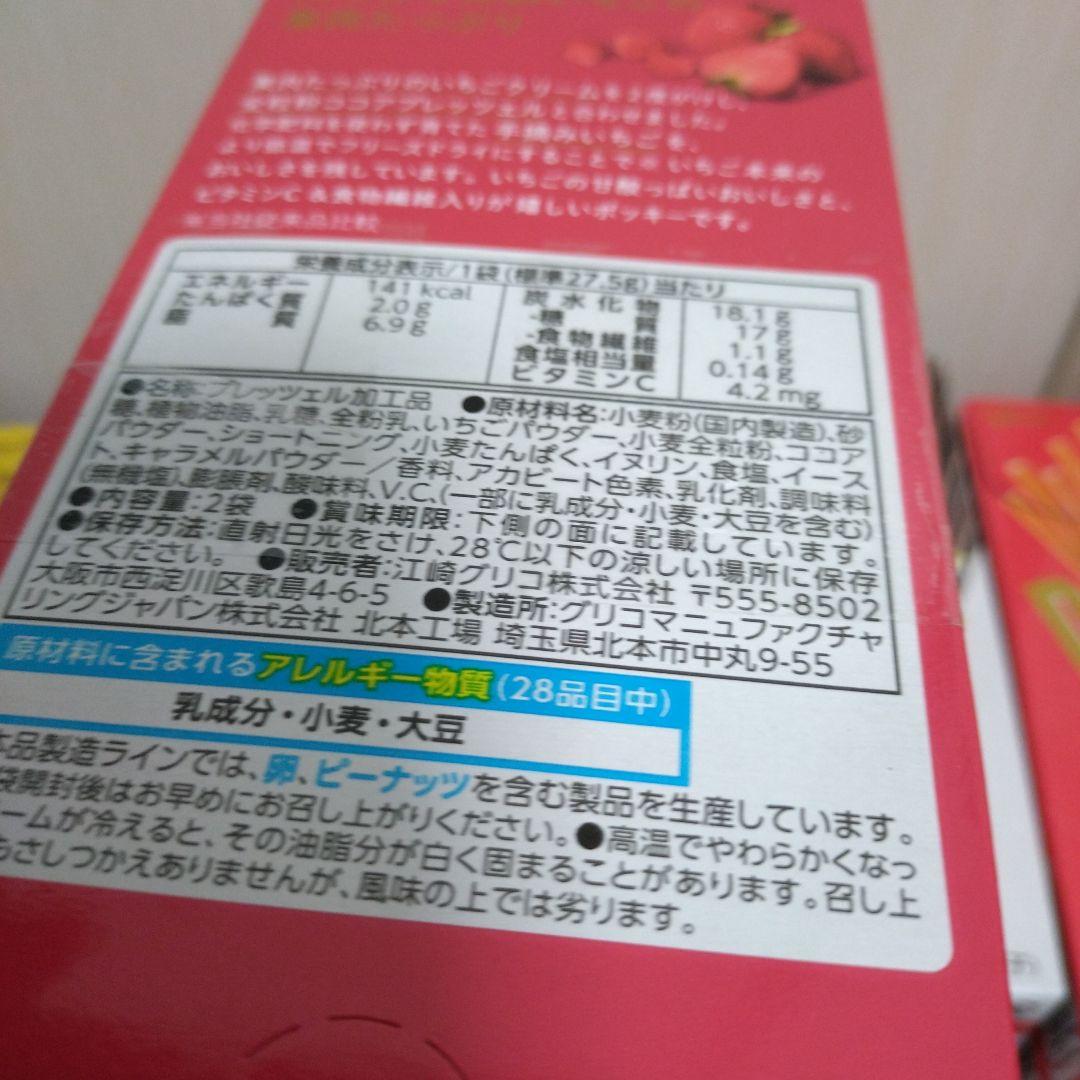 果肉たっぷりのいちごクリームを2度がけし、
全粒粉ココアプレッツェルと合わせました。
化学肥料を使わず育てた手摘みいちごを、
より低温でフリーズドライにすることで※いちご本来の
おいしさを残しています。いちごの甘酸っぱいおいしさと、
ビタミンC&食物繊維入りが嬉しいポッキーです。
※当社従来品比較
栄養成分表示/1袋(標準27.5g)当たり
エネルギー 141 kcal
たんぱく質 2.0 g
脂質 6.9 g
炭水化物 18.1 g
-糖質 17 g
-食物繊維 1.1 g
食塩相当量 0.14 g
ビタミンC 4.2 mg
●名称:プレッツェル加工品 ●原材料名:小麦粉(国内製造)、砂
糖、植物油脂、乳糖、全粉乳、いちごパウダー、小麦全粒粉、ココア
パウダー、ショートニング、小麦たんぱく、イヌリン、食塩、イース
ト、キャラメルパウダー/香料、アカビート色素、乳化剤、調味料
(無機塩)、膨脹剤、酸味料、V.C、(一部に乳成分・小麦・大豆を含む)
●内容量:2袋 ●賞味期限:下側の面に記載しています。
●保存方法:直射日光をさけ、28℃以下の涼しい場所に保存
してください。 ●販売者:江崎グリコ株式会社 〒555-8502
大阪市西淀川区歌島4-6-5 ●製造所:グリコマニュファクチャ
リングジャパン株式会社 北本工場 埼玉県北本市中丸9-55
原材料に含まれるアレルギー物質(28品目中)
乳成分・小麦・大豆
本品製造ラインでは、卵、ピーナッツを含む製品を生産しています。
袋開封後はお早めにお召し上がりください。●高温でやわらかくなっ
ームが冷えると、その油脂分が白く固まることがあります。召し上
もさしつかえありませんが、風味の上では劣ります。